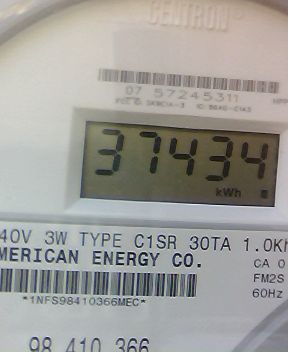 CENTRON®
07 57245311
37434
kWh
40V 3W TYPE C1SR 30TA 1.0Kh
MERICAN ENERGY CO.
CA 0
FM2S
60Hz
*1NFS98410366MEC*
98 410 366